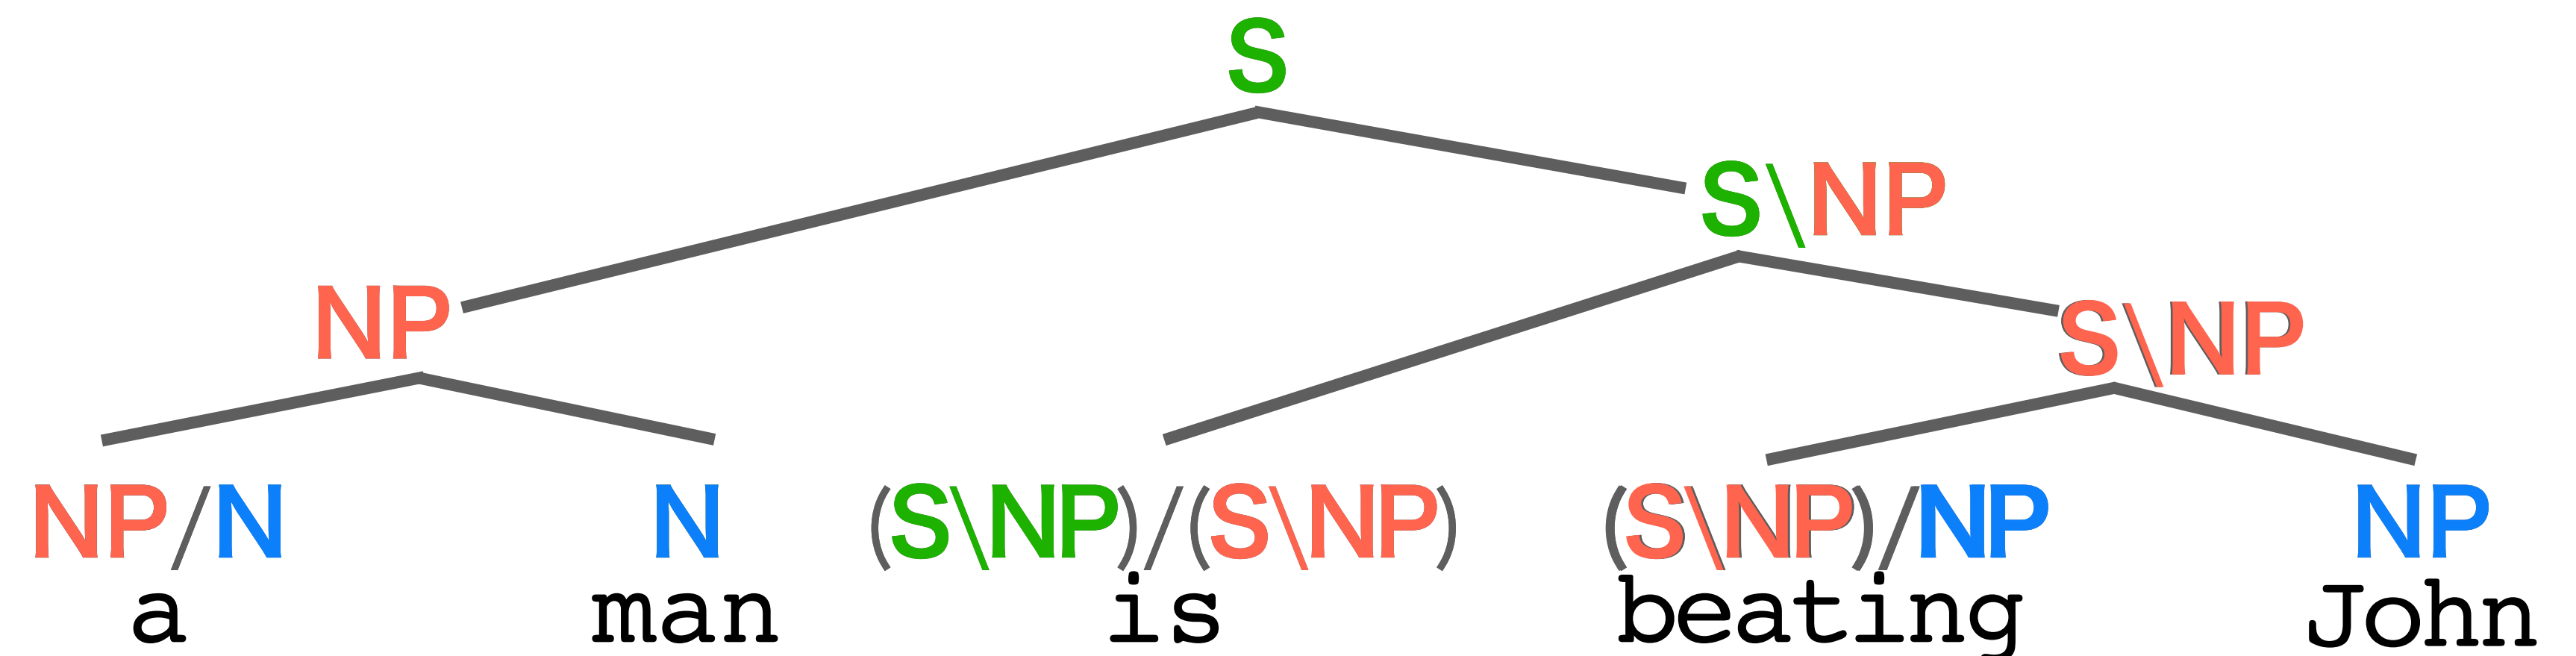 S
S\NP
NP
S\NP
NP/N N (S\NP)/(S\NP) (S\NP)/NP NP
a man is beating John